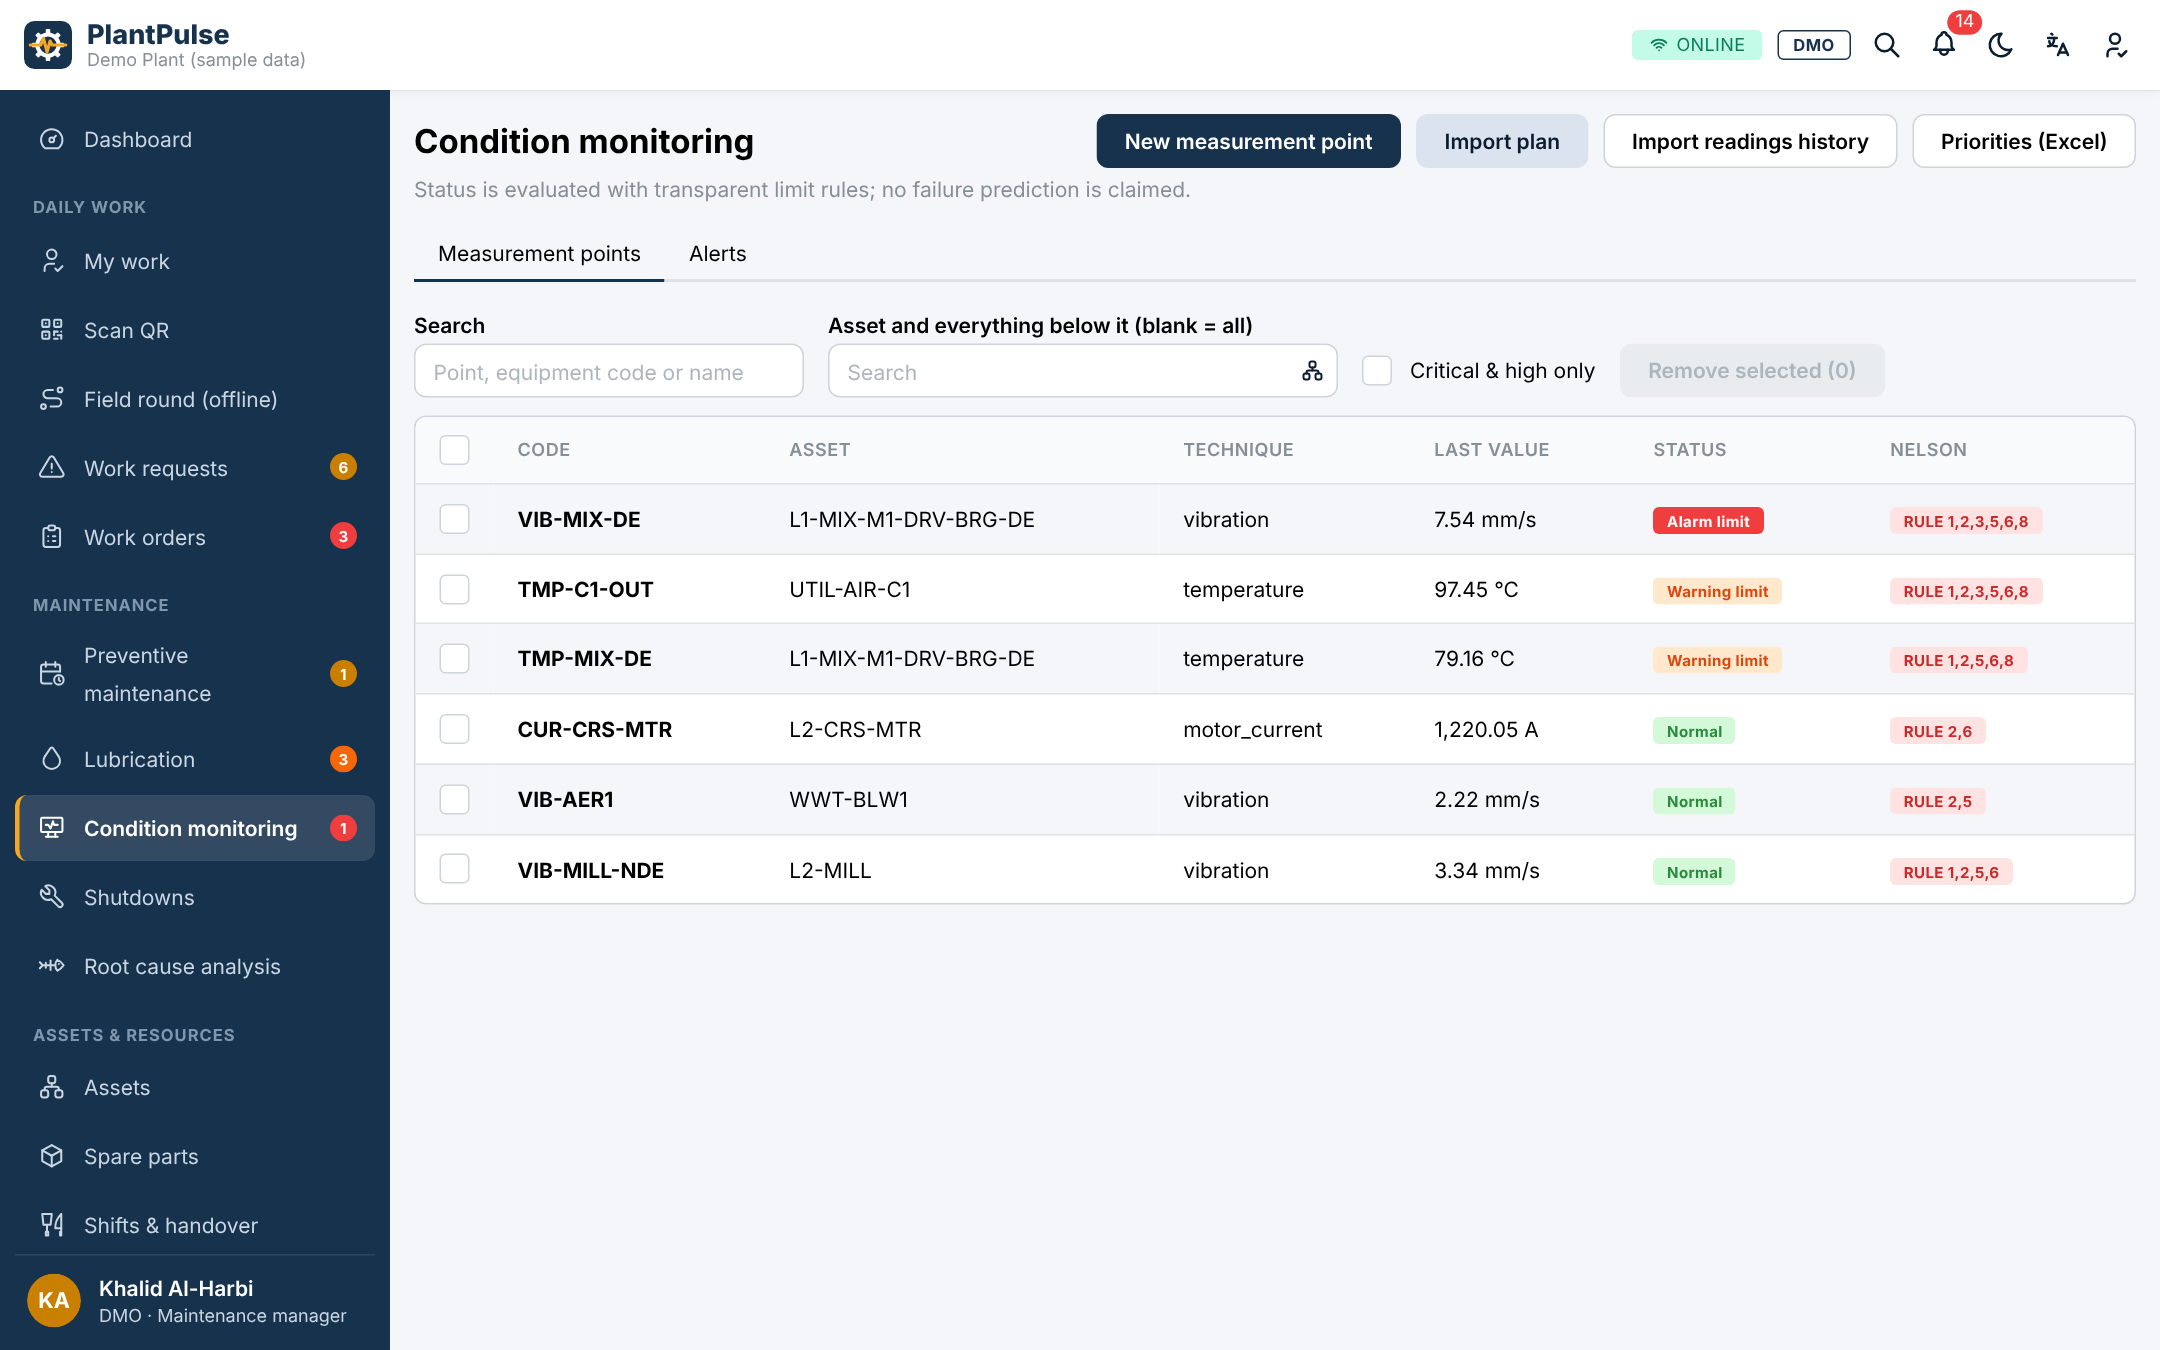 PlantPulse
Demo Plant (sample data)
ONLINE
DMO
14
Dashboard
DAILY WORK
My work
Scan QR
Field round (offline)
Work requests 6
Work orders 3
MAINTENANCE
Preventive
maintenance 1
Lubrication 3
Condition monitoring 1
Shutdowns
Root cause analysis
ASSETS & RESOURCES
Assets
Spare parts
Shifts & handover
KA
Khalid Al-Harbi
DMO · Maintenance manager
Condition monitoring
New measurement point
Import plan
Import readings history
Priorities (Excel)
Status is evaluated with transparent limit rules; no failure prediction is claimed.
Measurement points Alerts
Search
Point, equipment code or name
Asset and everything below it (blank = all)
Search
Critical & high only
Remove selected (0)
CODE ASSET TECHNIQUE LAST VALUE STATUS NELSON
VIB-MIX-DE L1-MIX-M1-DRV-BRG-DE vibration 7.54 mm/s Alarm limit RULE 1,2,3,5,6,8
TMP-C1-OUT UTIL-AIR-C1 temperature 97.45 °C Warning limit RULE 1,2,3,5,6,8
TMP-MIX-DE L1-MIX-M1-DRV-BRG-DE temperature 79.16 °C Warning limit RULE 1,2,5,6,8
CUR-CRS-MTR L2-CRS-MTR motor_current 1,220.05 A Normal RULE 2,6
VIB-AER1 WWT-BLW1 vibration 2.22 mm/s Normal RULE 2,5
VIB-MILL-NDE L2-MILL vibration 3.34 mm/s Normal RULE 1,2,5,6